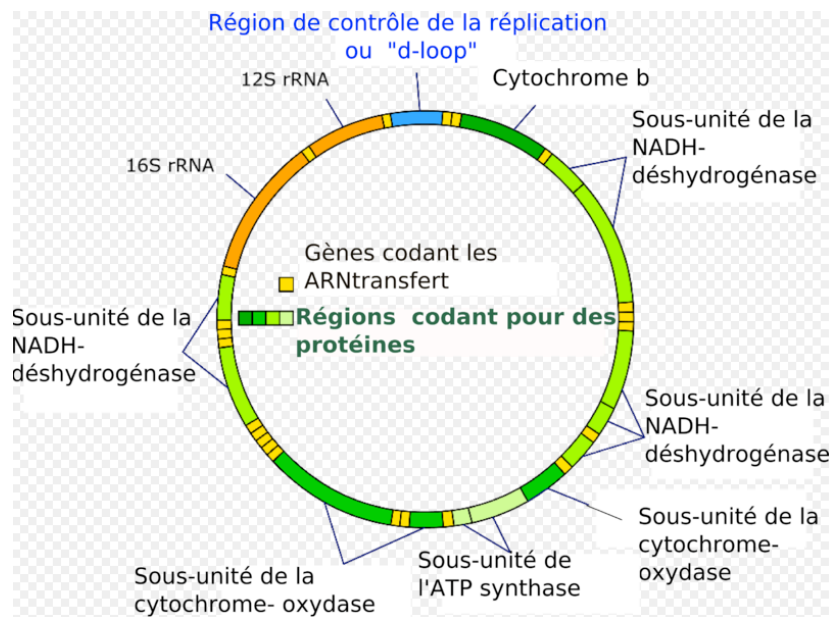 Région de contrôle de la réplication
ou "d-loop"
12S rRNA
Cytochrome b
Sous-unité de la
NADH-
déshydrogénase
16S rRNA
Gènes codant les
ARNtransfert
Régions codant pour des
protéines
Sous-unité de la
NADH-
déshydrogénase
Sous-unité de la
NADH-
déshydrogénase
Sous-unité de la
cytochrome-
oxydase
Sous-unité de
l'ATP synthase
Sous-unité de la
cytochrome- oxydase